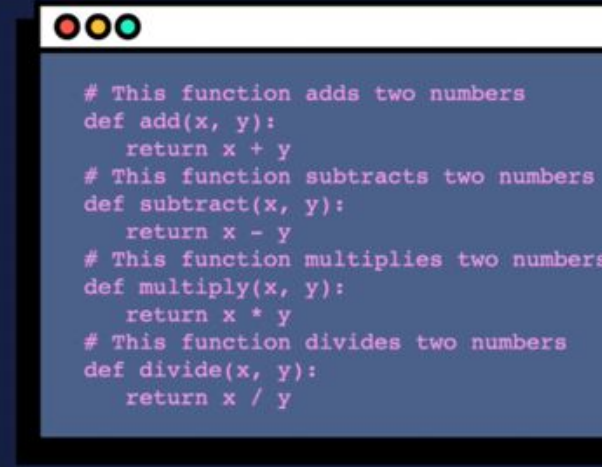 # This function adds two numbers
def add(x, y):
   return x + y
# This function subtracts two numbers
def subtract(x, y):
   return x - y
# This function multiplies two numbers
def multiply(x, y):
   return x * y
# This function divides two numbers
def divide(x, y):
   return x / y